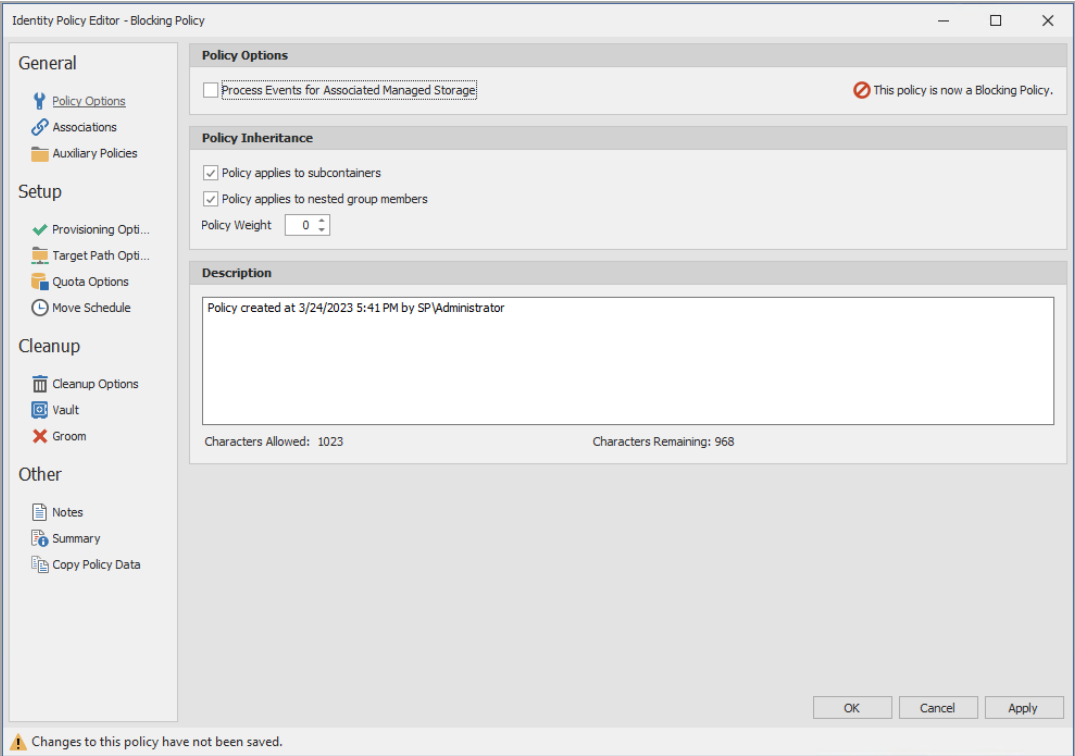 Identity Policy Editor - Blocking Policy
General
Policy Options
Associations
Auxiliary Policies
Setup
Provisioning Opti...
Target Path Opti...
Quota Options
Move Schedule
Cleanup
Cleanup Options
Vault
Groom
Other
Notes
Summary
Copy Policy Data
Policy Options
Process Events for Associated Managed Storage
This policy is now a Blocking Policy.
Policy Inheritance
Policy applies to subcontainers
Policy applies to nested group members
Policy Weight 0
Description
Policy created at 3/24/2023 5:41 PM by SP\Administrator
Characters Allowed: 1023 Characters Remaining: 968
OK Cancel Apply
Changes to this policy have not been saved.